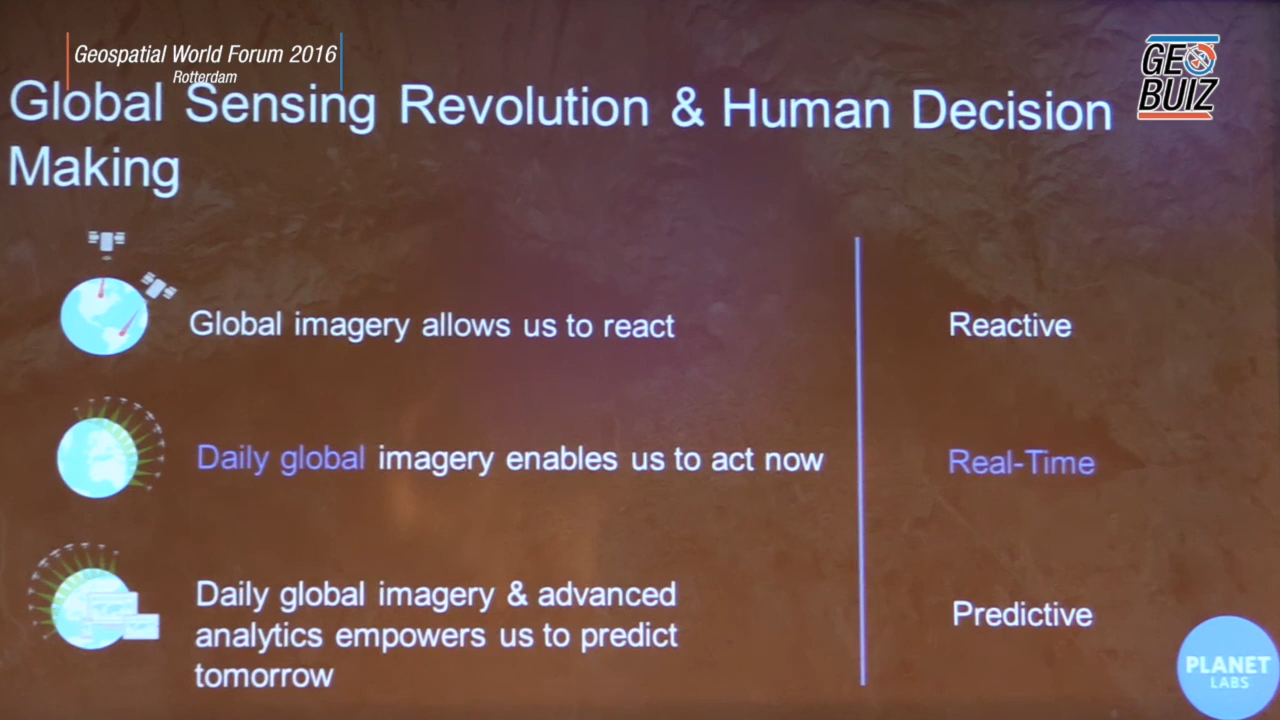 Geospatial World Forum 2016
Rotterdam
GEO
BUIZ
Global Sensing Revolution & Human Decision
Making
Global imagery allows us to react
Reactive
Daily global imagery enables us to act now
Real-Time
Daily global imagery & advanced
analytics empowers us to predict
tomorrow
Predictive
PLANET
LABS